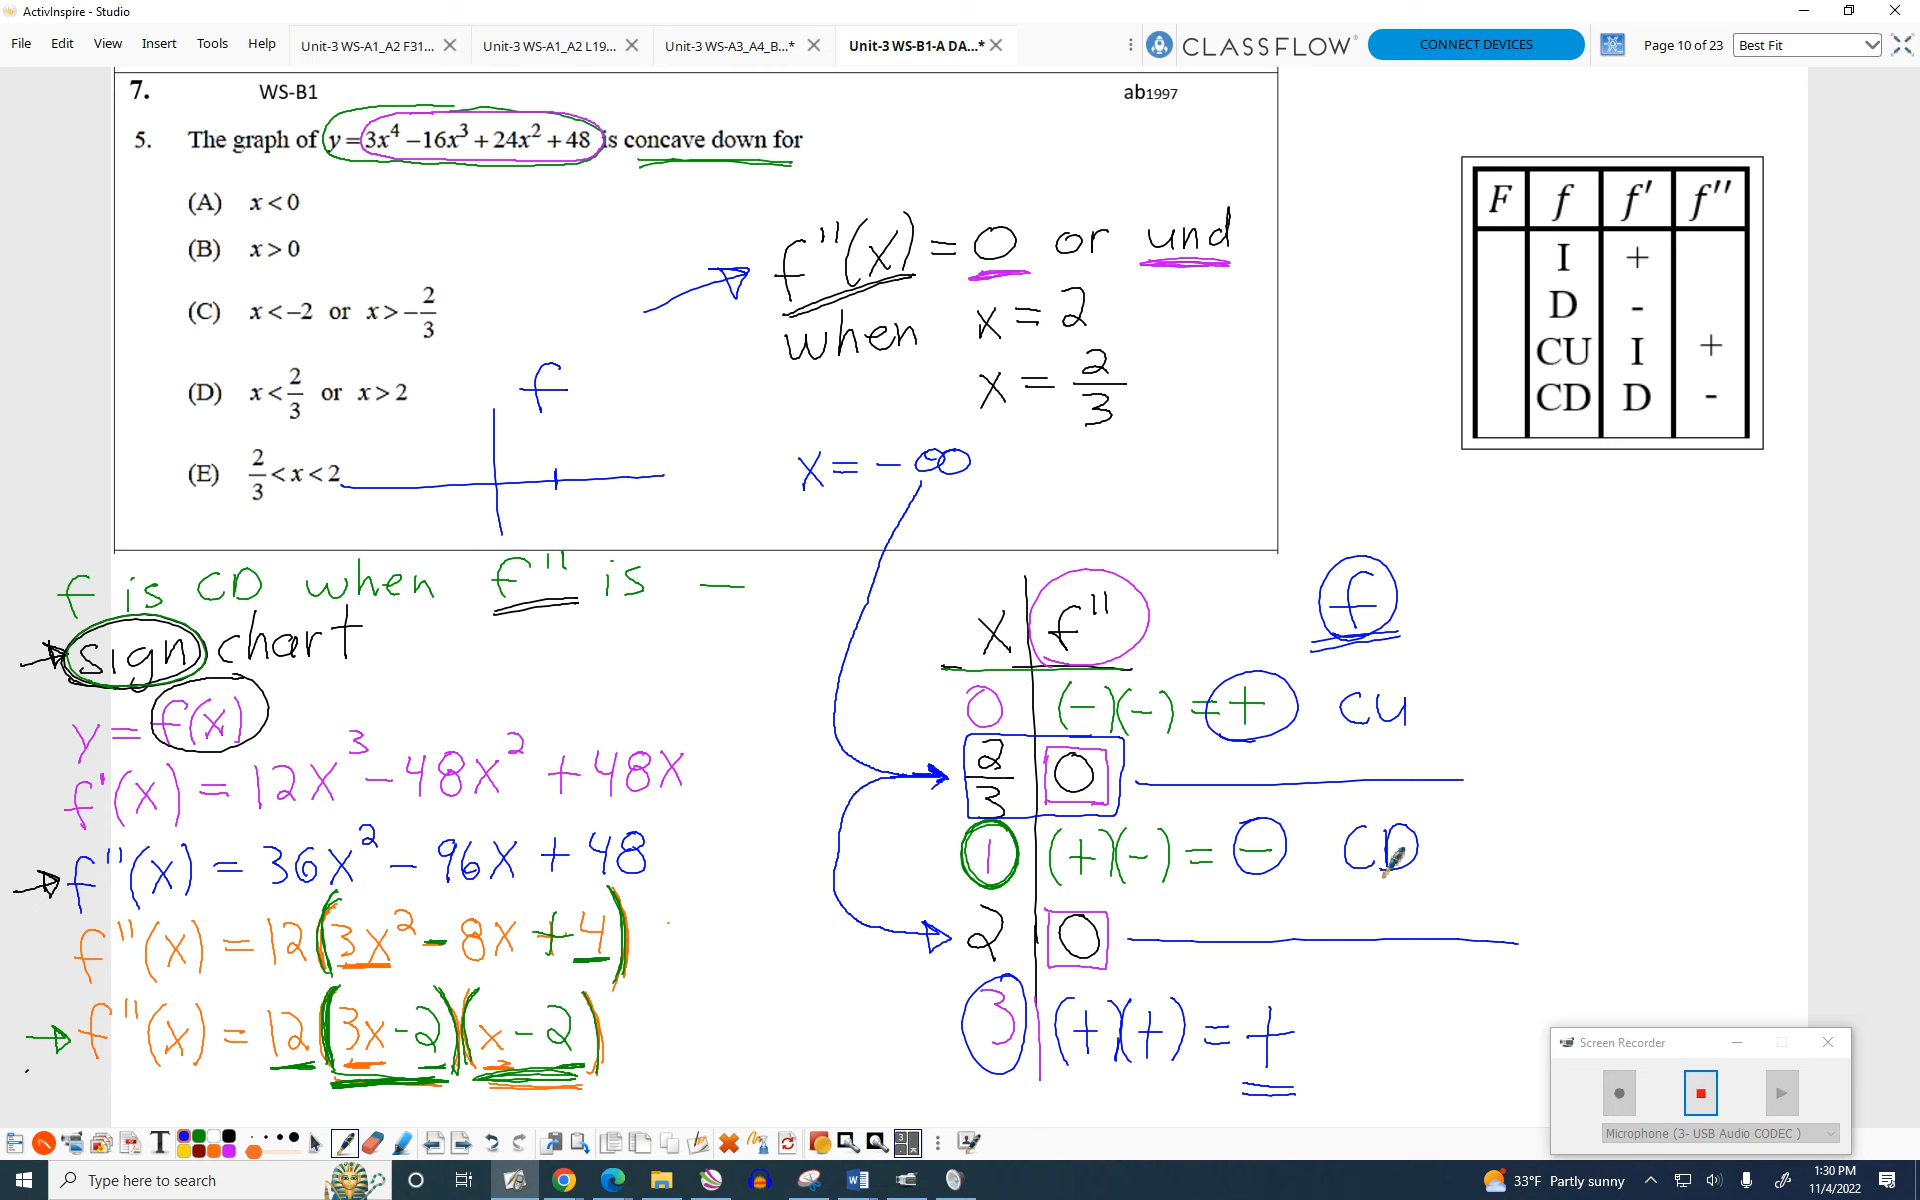 ActivInspire - Studio
File Edit View Insert Tools Help
Unit-3 WS-A1_A2 F31... Unit-3 WS-A1_A2 L19... Unit-3 WS-A3_A4_B...* Unit-3 WS-B1-A DA...*
CLASSFLOW CONNECT DEVICES Page 10 of 23 Best Fit
7. WS-B1 ab1997
5. The graph of y = 3x⁴ − 16x³ + 24x² + 48 is concave down for
(A) x < 0
(B) x > 0
(C) x < −2 or x > −2/3
(D) x < 2/3 or x > 2
(E) 2/3 < x < 2
f
f''(x) = 0 or und
when x = 2
x = 2/3
x = -∞
F f f' f''
I +
D -
CU I +
CD D -
f is CD when f'' is —
sign chart
y = f(x)
f'(x) = 12x³ - 48x² + 48x
f''(x) = 36x² - 96x + 48
f''(x) = 12(3x² - 8x + 4)
f''(x) = 12(3x - 2)(x - 2)
x f'' f
0 (-)(-) = + CU
2/3 0
1 (+)(-) = - CD
2 0
3 (+)(+) = +
Screen Recorder
Microphone (3- USB Audio CODEC )
Type here to search
33°F Partly sunny
1:30 PM
11/4/2022